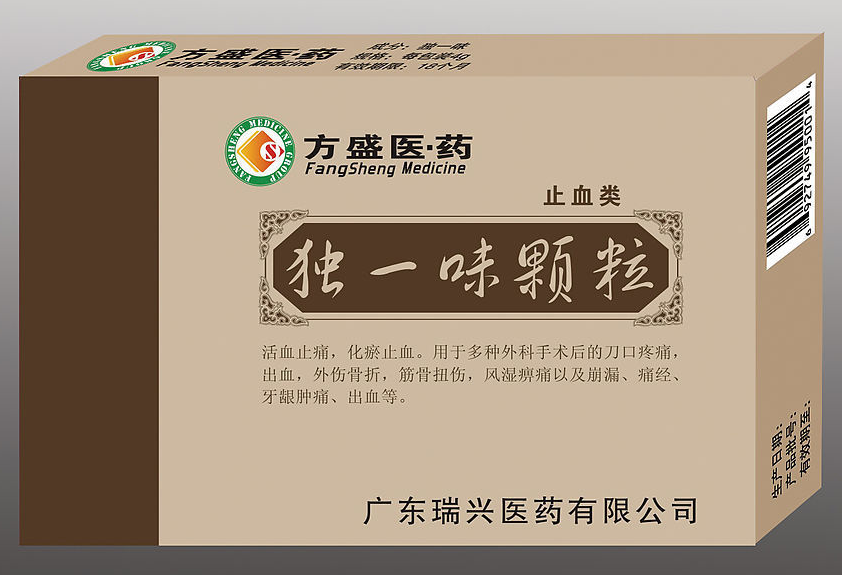 方盛医·药
FangSheng Medicine
成分：独一味
规格：每包装4g
有效期限：18个月
FANGSHENG MEDICINE GROUP
方盛医·药
FangSheng Medicine
止血类
独一味颗粒
活血止痛，化瘀止血。用于多种外科手术后的刀口疼痛，
出血，外伤骨折，筋骨扭伤，风湿痹痛以及崩漏、痛经、
牙龈肿痛、出血等。
广东瑞兴医药有限公司
6 927499 500144
生产日期：
产品批号：
有效期至：